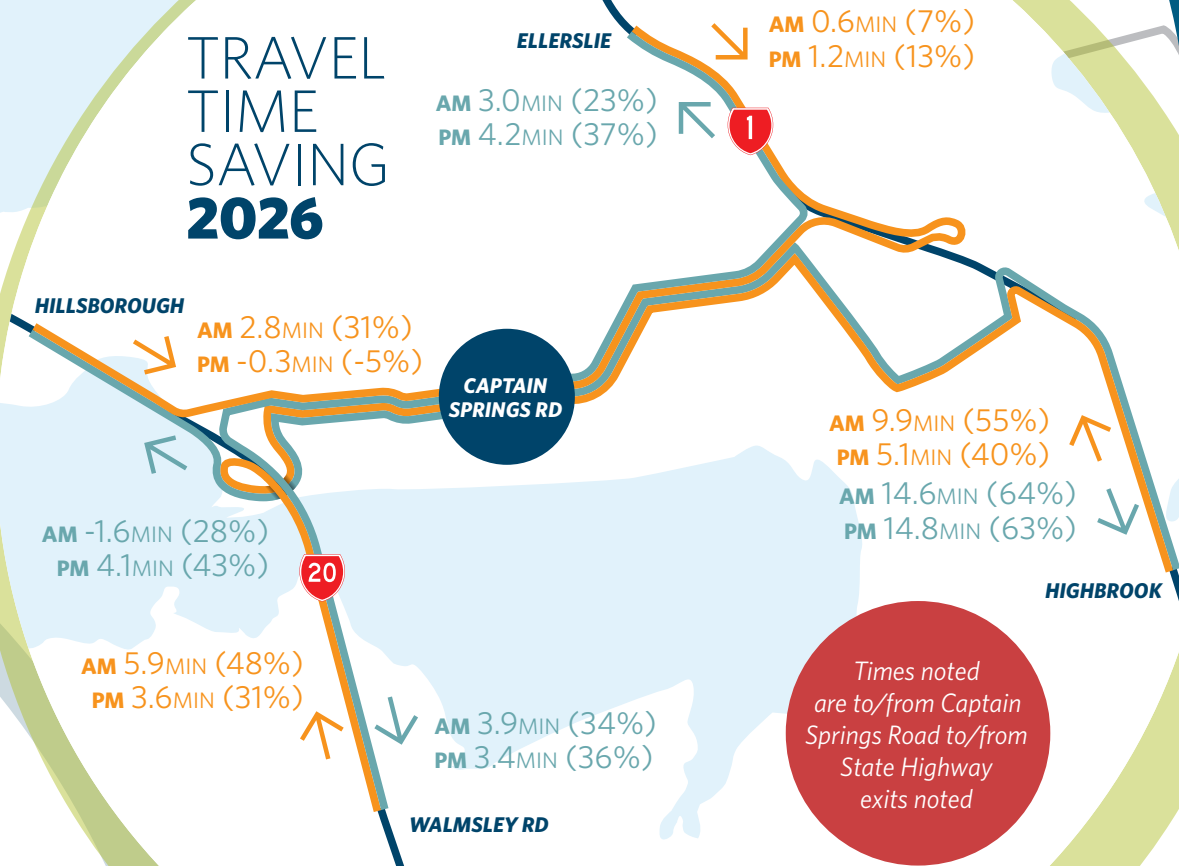 TRAVEL
TIME
SAVING
2026
ELLERSLIE
AM 0.6MIN (7%)
PM 1.2MIN (13%)
AM 3.0MIN (23%)
PM 4.2MIN (37%)
1
HILLSBOROUGH
AM 2.8MIN (31%)
PM -0.3MIN (-5%)
CAPTAIN
SPRINGS RD
AM 9.9MIN (55%)
PM 5.1MIN (40%)
AM 14.6MIN (64%)
PM 14.8MIN (63%)
HIGHBROOK
AM -1.6MIN (28%)
PM 4.1MIN (43%)
20
AM 5.9MIN (48%)
PM 3.6MIN (31%)
AM 3.9MIN (34%)
PM 3.4MIN (36%)
WALMSLEY RD
Times noted
are to/from Captain
Springs Road to/from
State Highway
exits noted